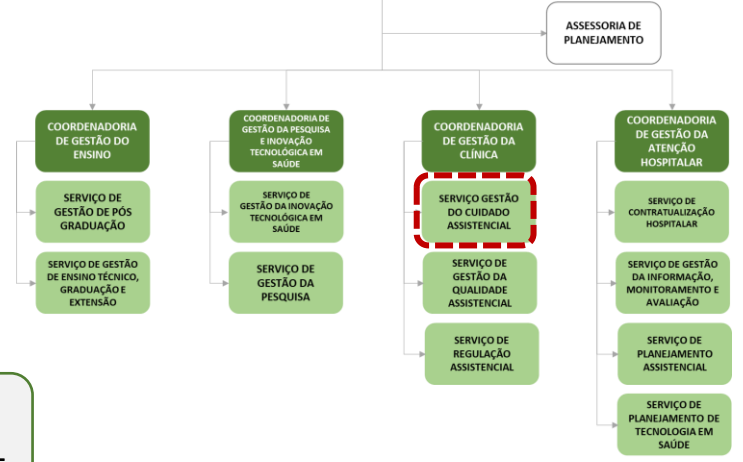 ASSESSORIA DE
PLANEJAMENTO
COORDENADORIA
DE GESTÃO DO
ENSINO
SERVIÇO DE
GESTÃO DE PÓS
GRADUAÇÃO
SERVIÇO DE GESTÃO
DE ENSINO TÉCNICO,
GRADUAÇÃO E
EXTENSÃO
COORDENADORIA DE
GESTÃO DA PESQUISA
E INOVAÇÃO
TECNOLÓGICA EM
SAÚDE
SERVIÇO DE
GESTÃO DA INOVAÇÃO
TECNOLÓGICA EM
SAÚDE
SERVIÇO DE
GESTÃO DA
PESQUISA
COORDENADORIA
DE GESTÃO DA
CLÍNICA
SERVIÇO GESTÃO
DO CUIDADO
ASSISTENCIAL
SERVIÇO DE
GESTÃO DA
QUALIDADE
ASSISTENCIAL
SERVIÇO DE
REGULAÇÃO
ASSISTENCIAL
COORDENADORIA
DE GESTÃO DA
ATENÇÃO
HOSPITALAR
SERVIÇO DE
CONTRATUALIZAÇÃO
HOSPITALAR
SERVIÇO DE GESTÃO
DA INFORMAÇÃO,
MONITORAMENTO E
AVALIAÇÃO
SERVIÇO DE
PLANEJAMENTO
ASSISTENCIAL
SERVIÇO DE
PLANEJAMENTO DE
TECNOLOGIA EM
SAÚDE